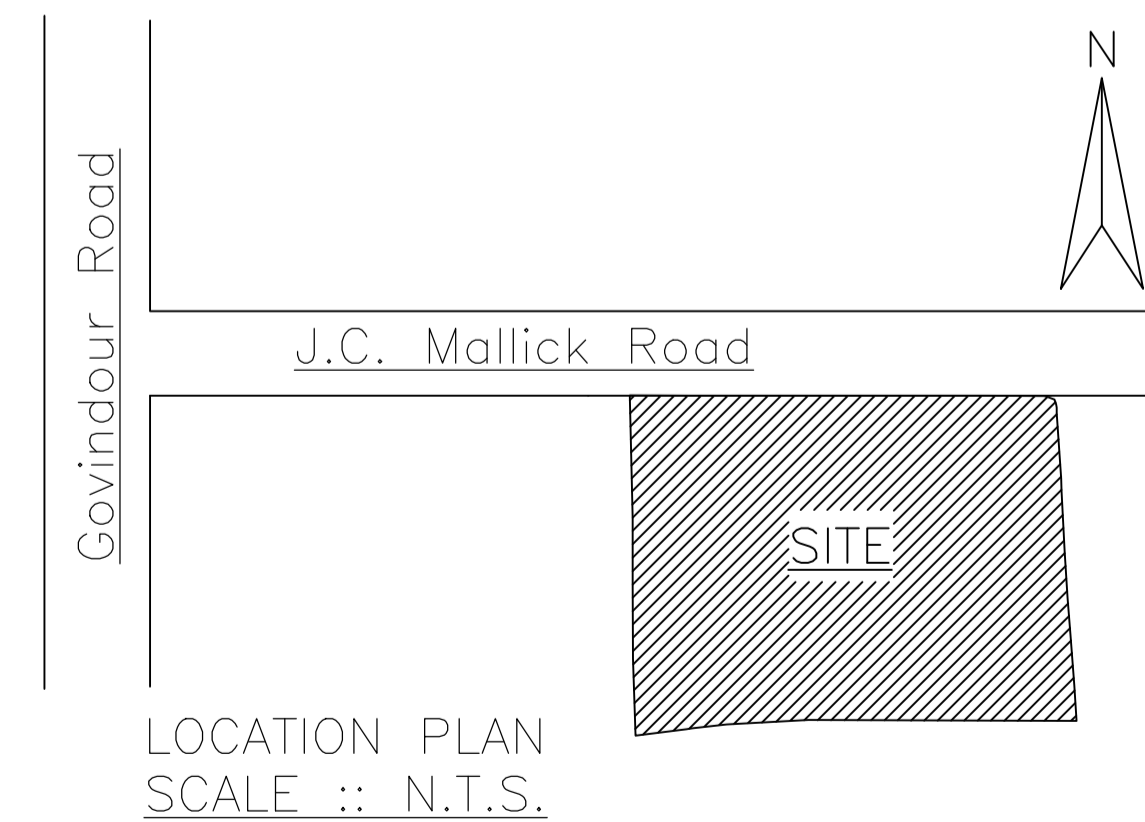 N
Govindour Road
J.C. Mallick Road
SITE
LOCATION PLAN
SCALE :: N.T.S.